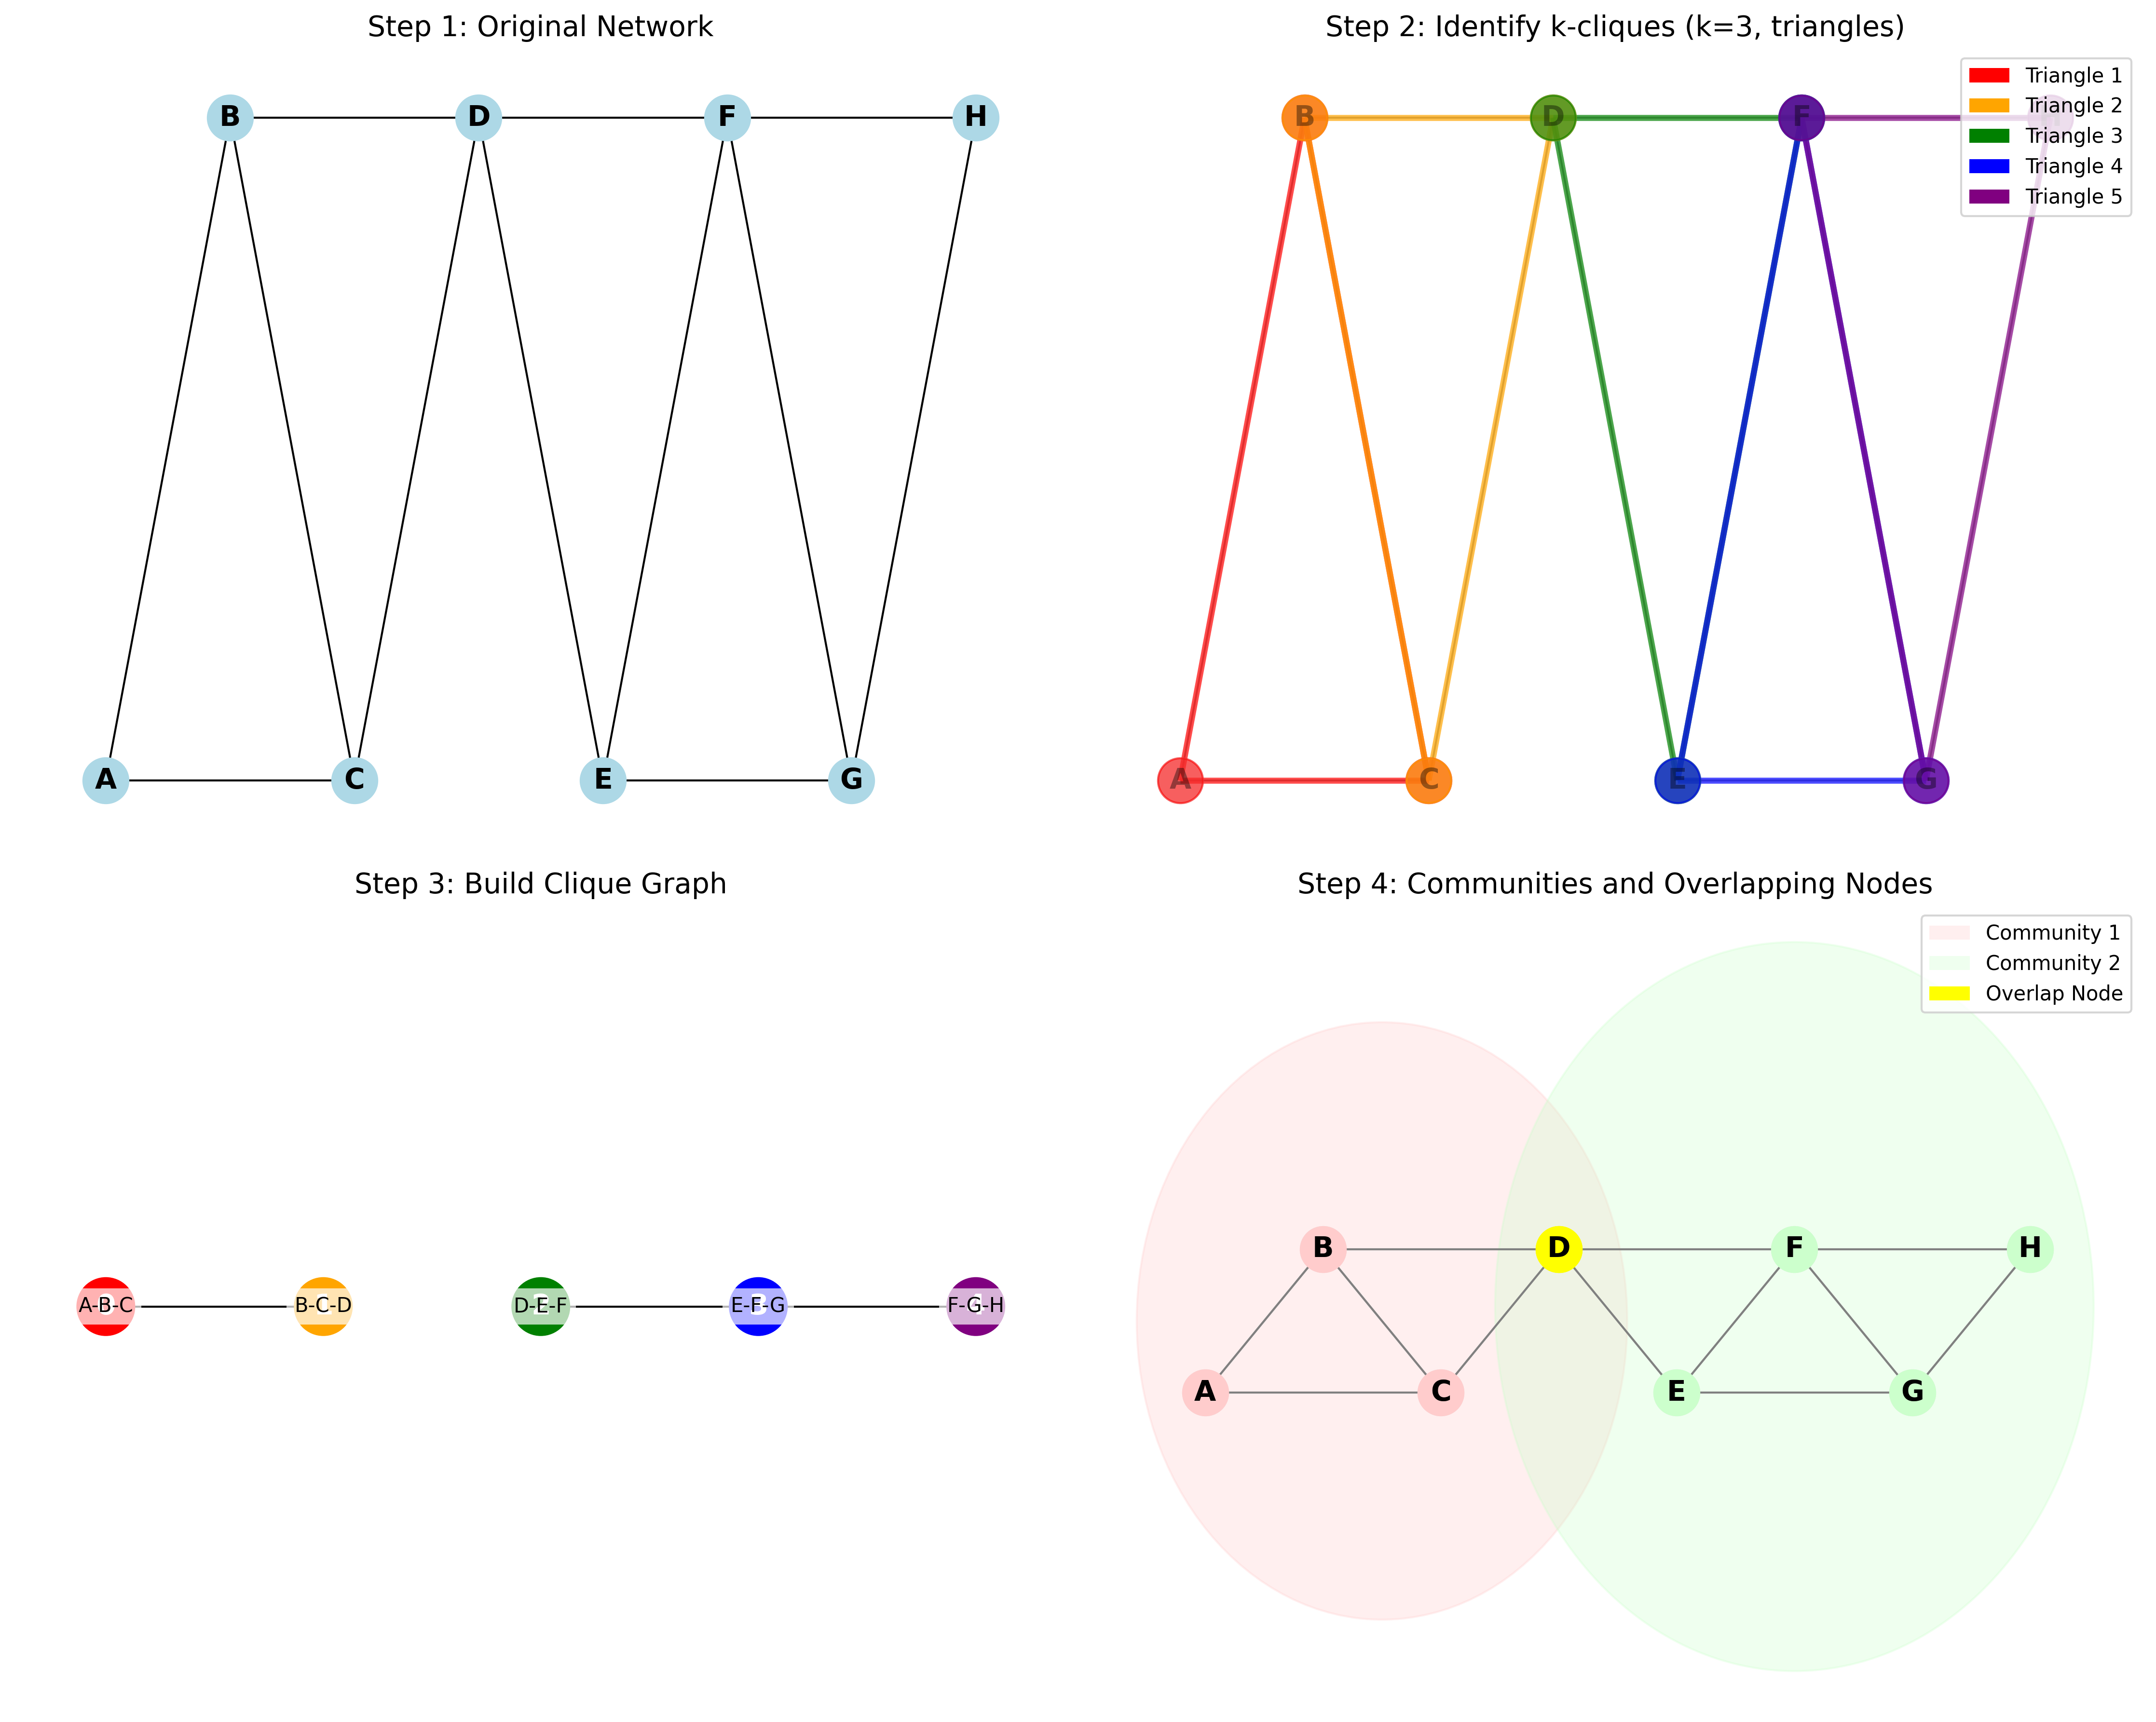 Step 1: Original Network
B D F H
A C E G
Step 2: Identify k-cliques (k=3, triangles)
Triangle 1
Triangle 2
Triangle 3
Triangle 4
Triangle 5
B D F
A C E G
Step 3: Build Clique Graph
A-B-C B-C-D D-E-F E-F-G F-G-H
Step 4: Communities and Overlapping Nodes
Community 1
Community 2
Overlap Node
B D F H
A C E G